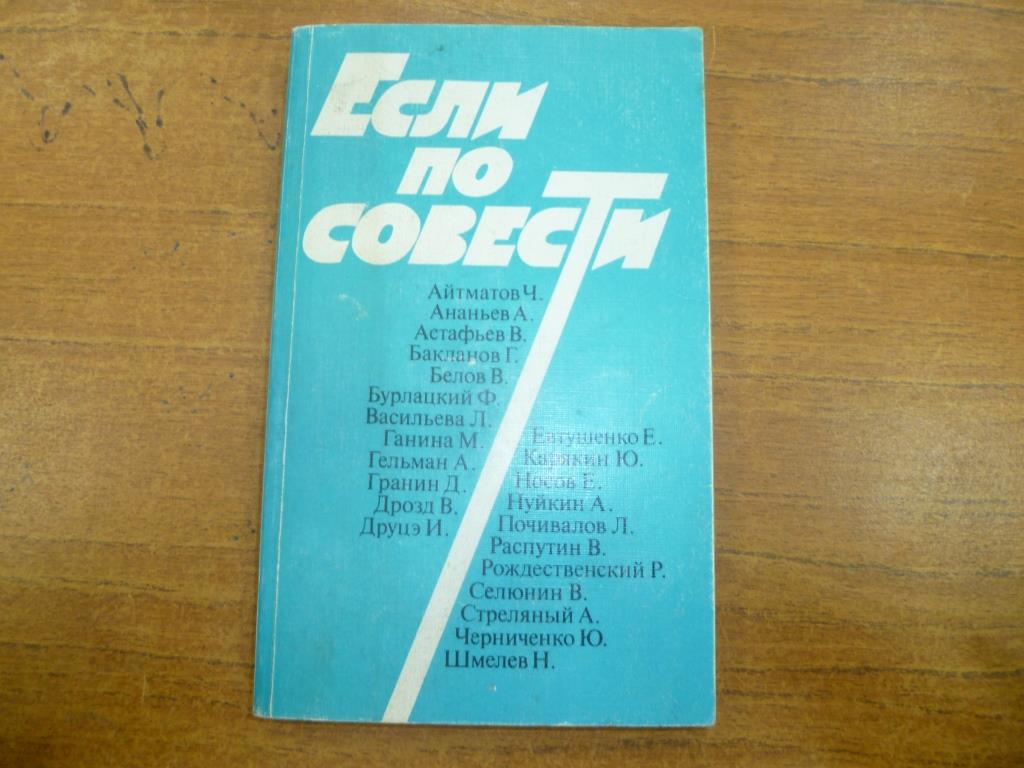 Если
по
совести
Айтматов Ч.
Ананьев А.
Астафьев В.
Бакланов Г.
Белов В.
Бурлацкий Ф.
Васильева Л.
Ганина М.
Гельман А.
Гранин Д.
Дрозд В.
Друцэ И.
Евтушенко Е.
Карякин Ю.
Носов Е.
Нуйкин А.
Почивалов Л.
Распутин В.
Рождественский Р.
Селюнин В.
Стреляный А.
Черниченко Ю.
Шмелев Н.